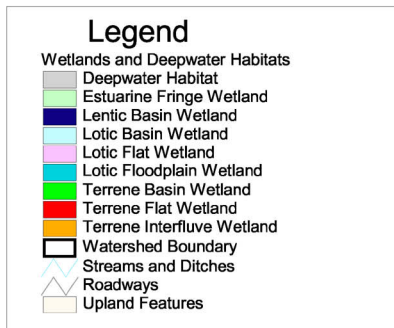 Legend
Wetlands and Deepwater Habitats
Deepwater Habitat
Estuarine Fringe Wetland
Lentic Basin Wetland
Lotic Basin Wetland
Lotic Flat Wetland
Lotic Floodplain Wetland
Terrene Basin Wetland
Terrene Flat Wetland
Terrene Interfluve Wetland
Watershed Boundary
Streams and Ditches
Roadways
Upland Features